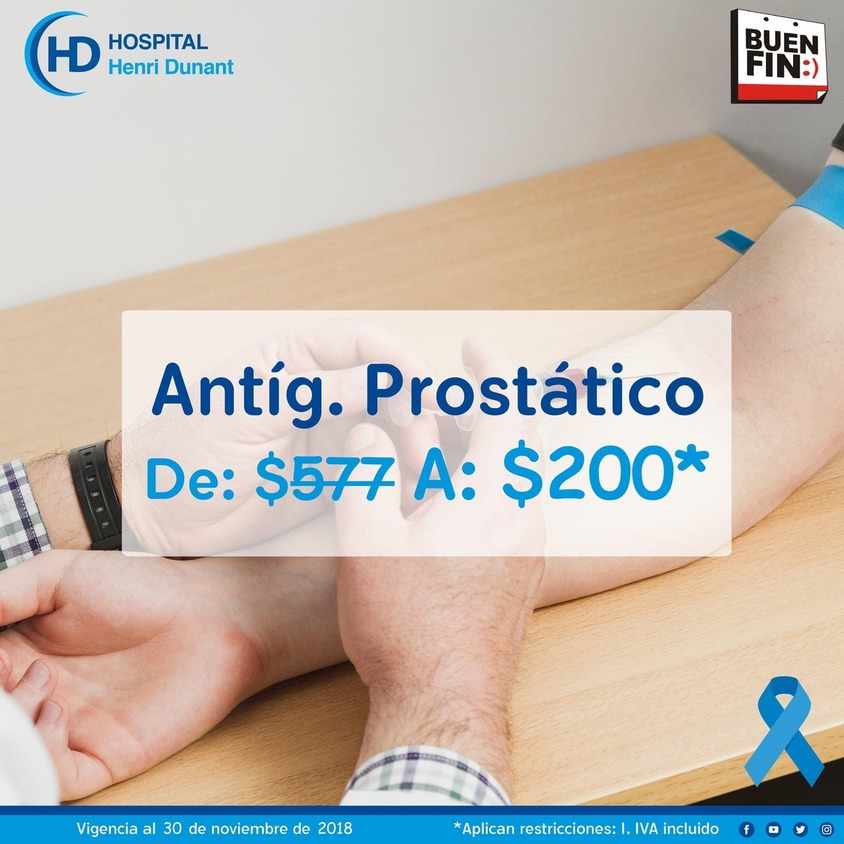 HD HOSPITAL
Henri Dunant
BUEN
FIN:)
Antíg. Prostático
De: $577 A: $200*
Vigencia al 30 de noviembre de 2018
*Aplican restricciones: I. IVA incluido